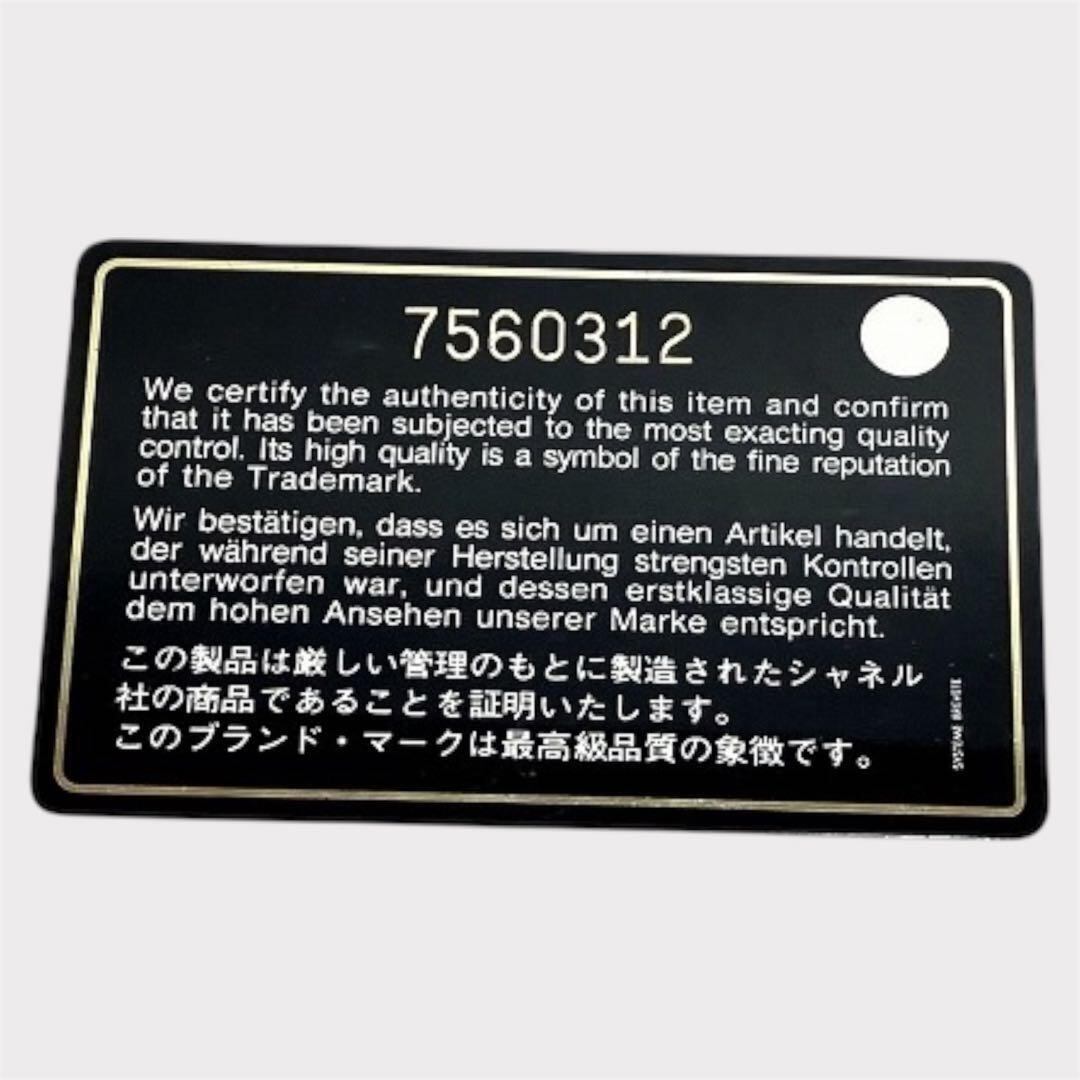 7560312
We certify the authenticity of this item and confirm
that it has been subjected to the most exacting quality
control. Its high quality is a symbol of the fine reputation
of the Trademark.
Wir bestätigen, dass es sich um einen Artikel handelt,
der während seiner Herstellung strengsten Kontrollen
unterworfen war, und dessen erstklassige Qualität
dem hohen Ansehen unserer Marke entspricht.
この製品は厳しい管理のもとに製造されたシャネル
社の商品であることを証明いたします。
このブランド・マークは最高級品質の象徴です。
SYSTEME BREVETE